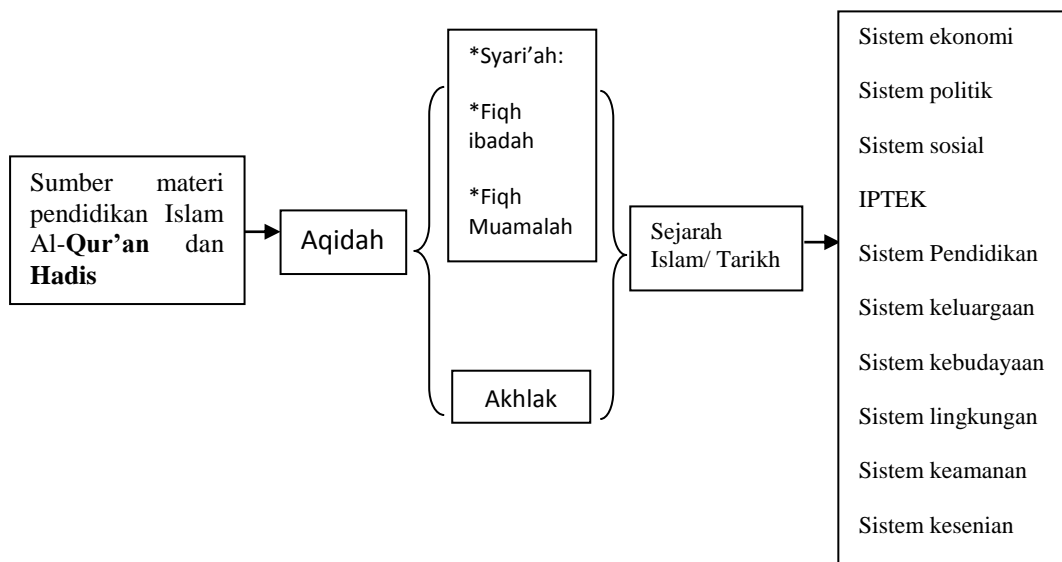 Sumber materi
pendidikan Islam
Al-Qur'an dan
Hadis
Aqidah
*Syari'ah:
*Fiqh
ibadah
*Fiqh
Muamalah
Akhlak
Sejarah
Islam/ Tarikh
Sistem ekonomi
Sistem politik
Sistem sosial
IPTEK
Sistem Pendidikan
Sistem keluargaan
Sistem kebudayaan
Sistem lingkungan
Sistem keamanan
Sistem kesenian